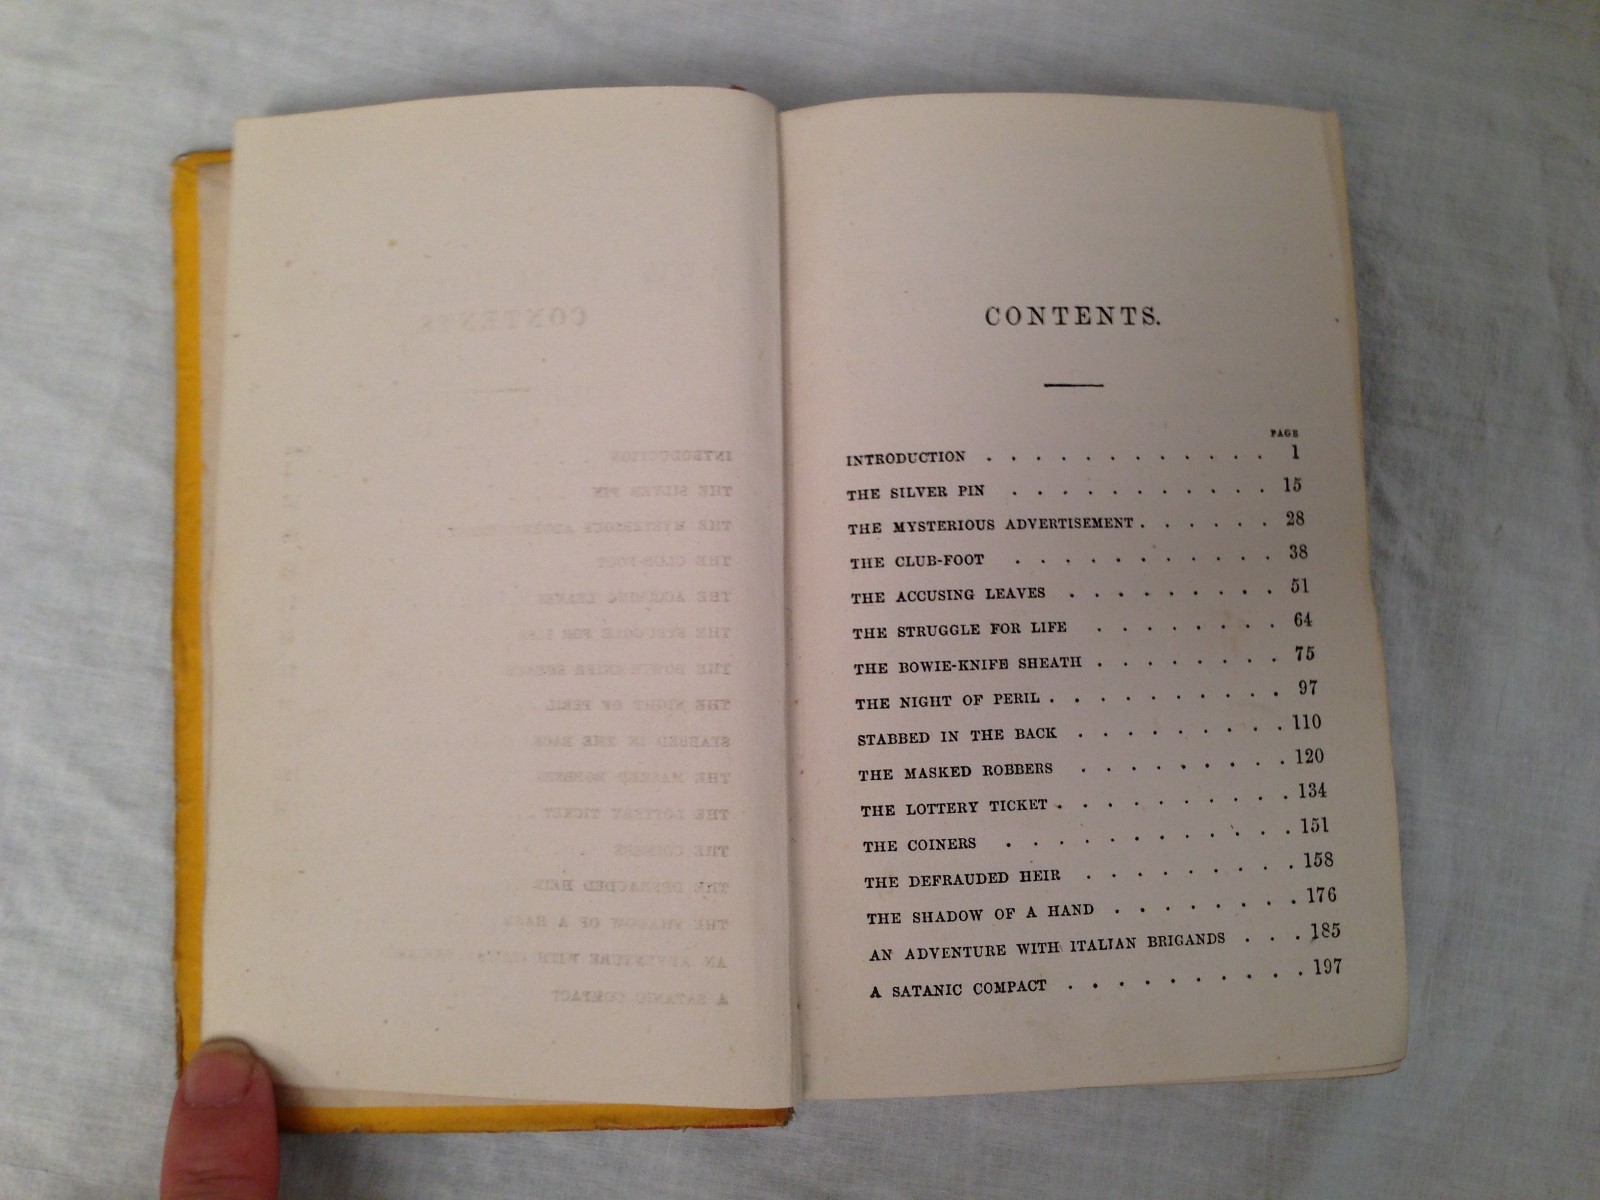 CONTENTS.
PAGE
INTRODUCTION . . . . . . . . . . . . 1
THE SILVER PIN . . . . . . . . . . . 15
THE MYSTERIOUS ADVERTISEMENT . . . . . . 28
THE CLUB-FOOT . . . . . . . . . . . 38
THE ACCUSING LEAVES . . . . . . . . . 51
THE STRUGGLE FOR LIFE . . . . . . . . 64
THE BOWIE-KNIFE SHEATH . . . . . . . . 75
THE NIGHT OF PERIL . . . . . . . . . . 97
STABBED IN THE BACK . . . . . . . . . 110
THE MASKED ROBBERS . . . . . . . . . 120
THE LOTTERY TICKET . . . . . . . . . . 134
THE COINERS . . . . . . . . . . . . 151
THE DEFRAUDED HEIR . . . . . . . . . 158
THE SHADOW OF A HAND . . . . . . . . 176
AN ADVENTURE WITH ITALIAN BRIGANDS . . . 185
A SATANIC COMPACT . . . . . . . . . . 197